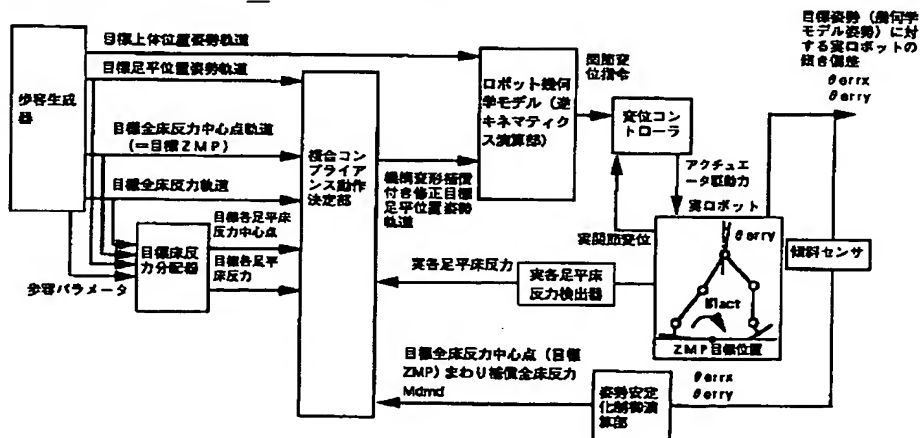 目標上体位置姿勢軌道
目標足平位置姿勢軌道
歩容生成
器
目標全床反力中心点軌道
(=目標ZMP)
目標全床反力軌道
目標各足平床
反力中心点
目標各足平
床反力
目標床反
力分配器
歩容パラメータ
複合コン
プライア
ンス動作
決定部
機構変形補償
付き修正目標
足平位置姿勢
軌道
ロボット幾何
学モデル(逆
キネマティク
ス演算部)
関節変
位指令
変位コン
トローラ
アクチュエ
ータ駆動力
実ロボット
実関節変位
θerry
Mact
ZMP目標位置
傾斜センサ
目標姿勢(幾何学
モデル姿勢)に対
する実ロボットの
傾き偏差
θerrx
θerry
実各足平床反力
実各足平床
反力検出器
目標全床反力中心点(目標
ZMP)まわり補償全床反力
Mdmd
姿勢安定
化制御演
算部
θerrx
θerry